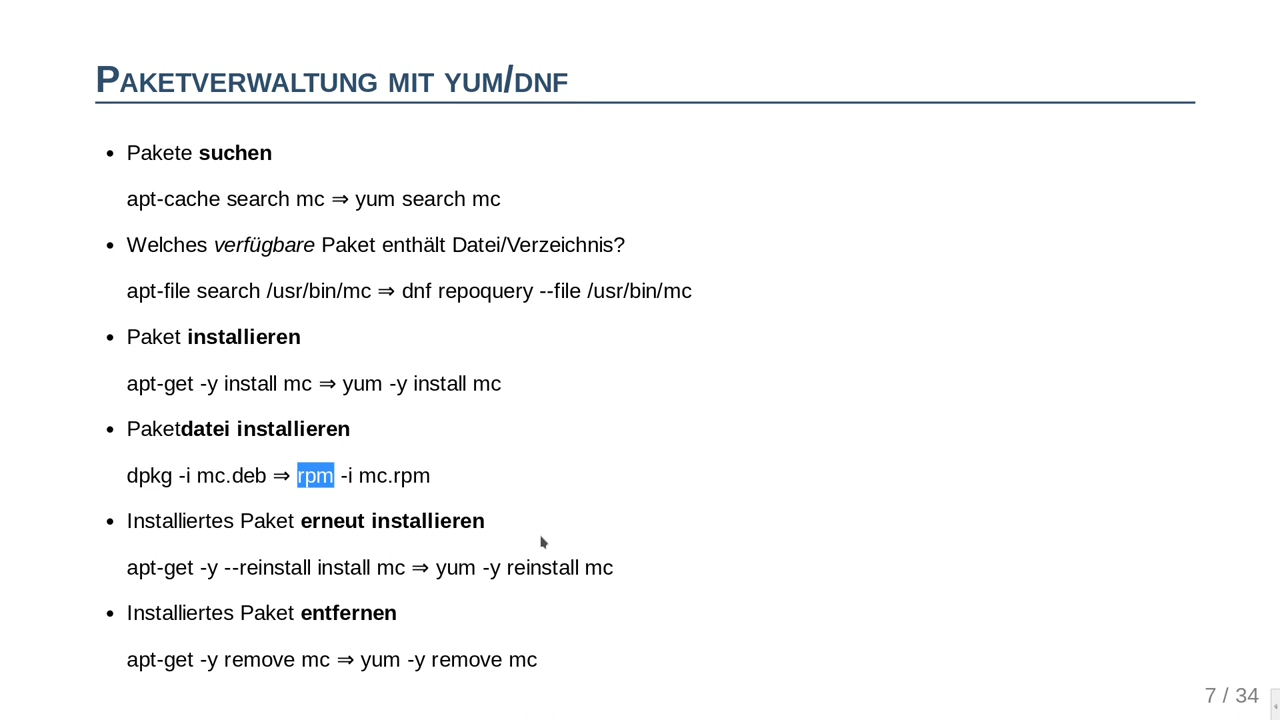 Paketverwaltung mit yum/dnf
• Pakete suchen
apt-cache search mc ⇒ yum search mc
• Welches verfügbare Paket enthält Datei/Verzeichnis?
apt-file search /usr/bin/mc ⇒ dnf repoquery --file /usr/bin/mc
• Paket installieren
apt-get -y install mc ⇒ yum -y install mc
• Paketdatei installieren
dpkg -i mc.deb ⇒ rpm -i mc.rpm
• Installiertes Paket erneut installieren
apt-get -y --reinstall install mc ⇒ yum -y reinstall mc
• Installiertes Paket entfernen
apt-get -y remove mc ⇒ yum -y remove mc
7 / 34